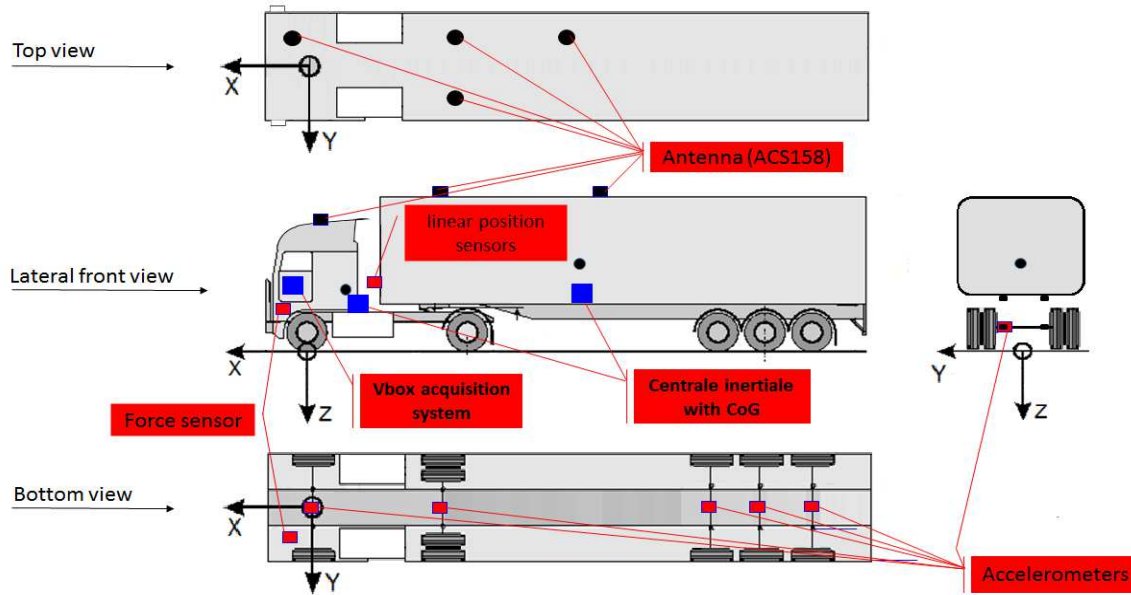 Top view
X
Y
Antenna (ACS158)
linear position
sensors
Lateral front view
X
Z
Y
Z
Vbox acquisition
system
Centrale inertiale
with CoG
Force sensor
Bottom view
X
Y
Accelerometers